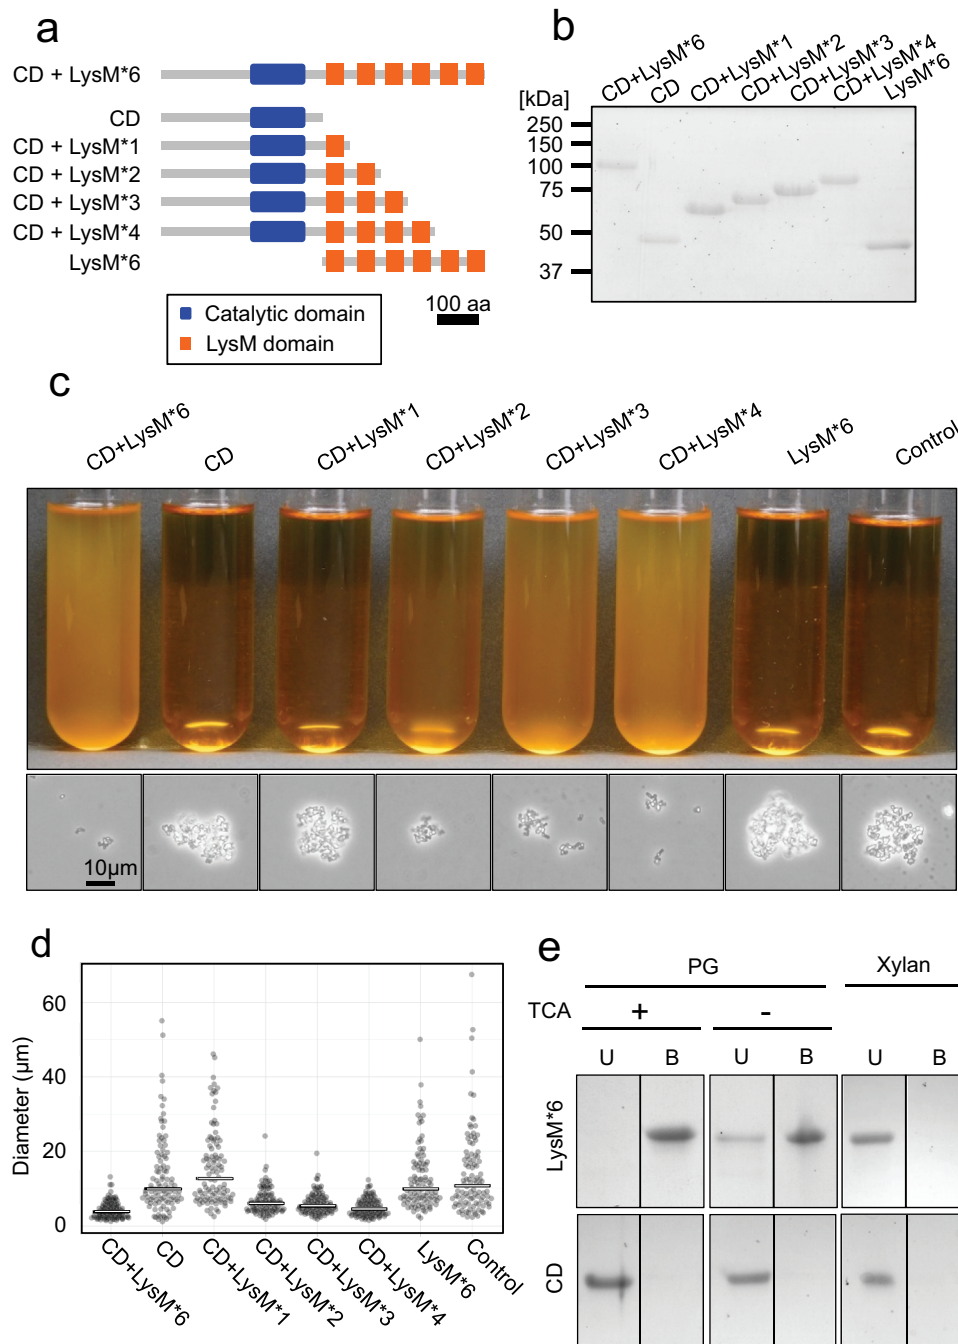 a
CD + LysM*6
CD
CD + LysM*1
CD + LysM*2
CD + LysM*3
CD + LysM*4
LysM*6
100 aa
Catalytic domain
LysM domain
b
CD+LysM*6
CD
CD+LysM*1
CD+LysM*2
CD+LysM*3
CD+LysM*4
LysM*6
[kDa]
250
150
100
75
50
37
c
CD+LysM*6
CD
CD+LysM*1
CD+LysM*2
CD+LysM*3
CD+LysM*4
LysM*6
Control
10μm
d
Diameter (μm)
60
40
20
0
CD+LysM*6
CD
CD+LysM*1
CD+LysM*2
CD+LysM*3
CD+LysM*4
LysM*6
Control
e
PG Xylan
TCA + -
U B U B U B
LysM*6
CD